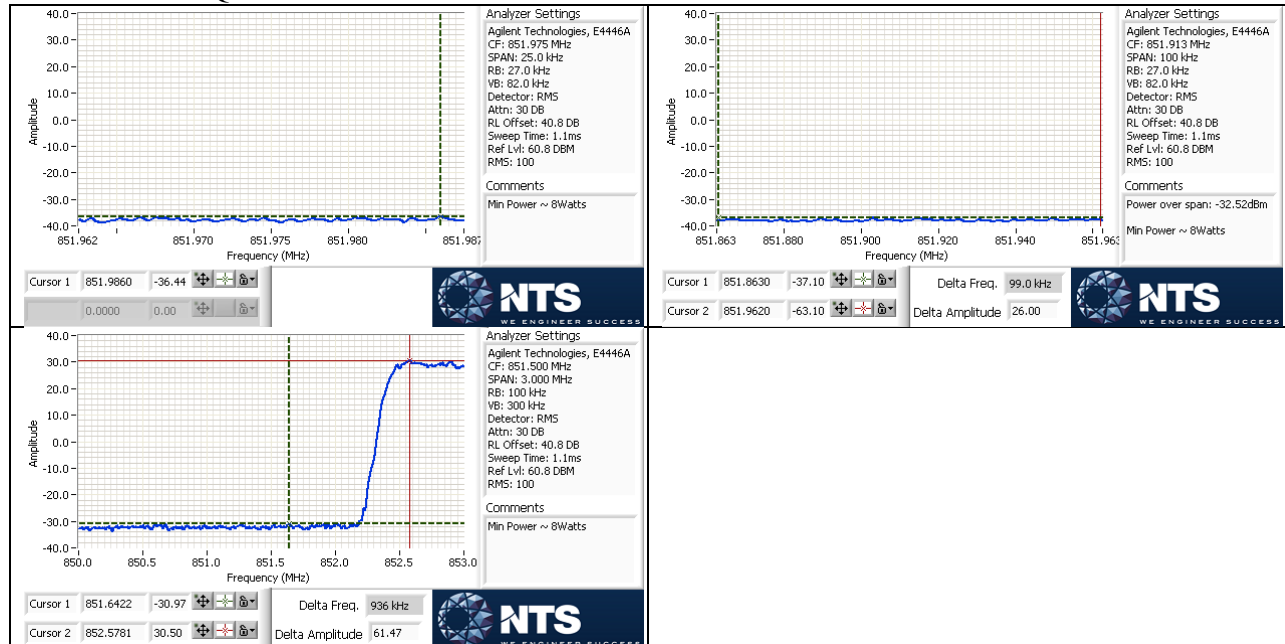 Analyzer Settings
Agilent Technologies, E4446A
CF: 851.975 MHz
SPAN: 25.0 kHz
RB: 27.0 kHz
VB: 82.0 kHz
Detector: RMS
Attn: 30 DB
RL Offset: 40.8 DB
Sweep Time: 1.1ms
Ref Lvl: 60.8 DBM
RMS: 100
Comments
Min Power ~ 8Watts
Amplitude
40.0
30.0
20.0
10.0
0.0
-10.0
-20.0
-30.0
-40.0
851.962 851.970 851.975 851.980
Frequency (MHz)
Cursor 1 851.9860 -36.44
0.0000 0.00
NTS
WE ENGINEER SUCCESS
Analyzer Settings
Agilent Technologies, E4446A
CF: 851.913 MHz
SPAN: 100 kHz
RB: 27.0 kHz
VB: 82.0 kHz
Detector: RMS
Attn: 30 DB
RL Offset: 40.8 DB
Sweep Time: 1.1ms
Ref Lvl: 60.8 DBM
RMS: 100
Comments
Power over span: -32.52dBm
Min Power ~ 8Watts
Amplitude
40.0
30.0
20.0
10.0
0.0
-10.0
-20.0
-30.0
-40.0
851.863 851.880 851.900 851.920 851.940 851.963
Frequency (MHz)
Cursor 1 851.8630 -37.10
Cursor 2 851.9620 -63.10
Delta Freq. 99.0 kHz
Delta Amplitude 26.00
NTS
WE ENGINEER SUCCESS
Analyzer Settings
Agilent Technologies, E4446A
CF: 851.500 MHz
SPAN: 3.000 MHz
RB: 100 kHz
VB: 300 kHz
Detector: RMS
Attn: 30 DB
RL Offset: 40.8 DB
Sweep Time: 1.1ms
Ref Lvl: 60.8 DBM
RMS: 100
Comments
Min Power ~ 8Watts
Amplitude
40.0
30.0
20.0
10.0
0.0
-10.0
-20.0
-30.0
-40.0
850.0 850.5 851.0 851.5 852.0 852.5 853.0
Frequency (MHz)
Cursor 1 851.6422 -30.97
Cursor 2 852.5781 30.50
Delta Freq. 936 kHz
Delta Amplitude 61.47
NTS